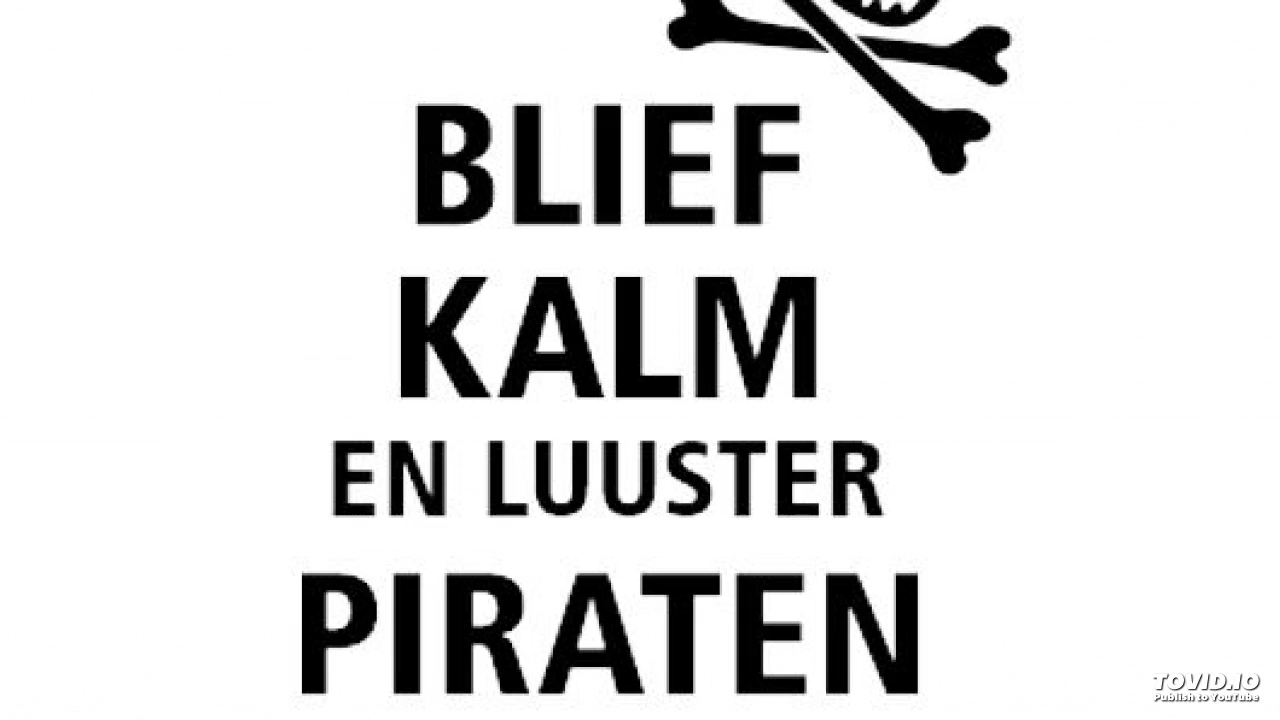 BLIEF
KALM
EN LUUSTER
PIRATEN
TOVID.IO
Publish to YouTube